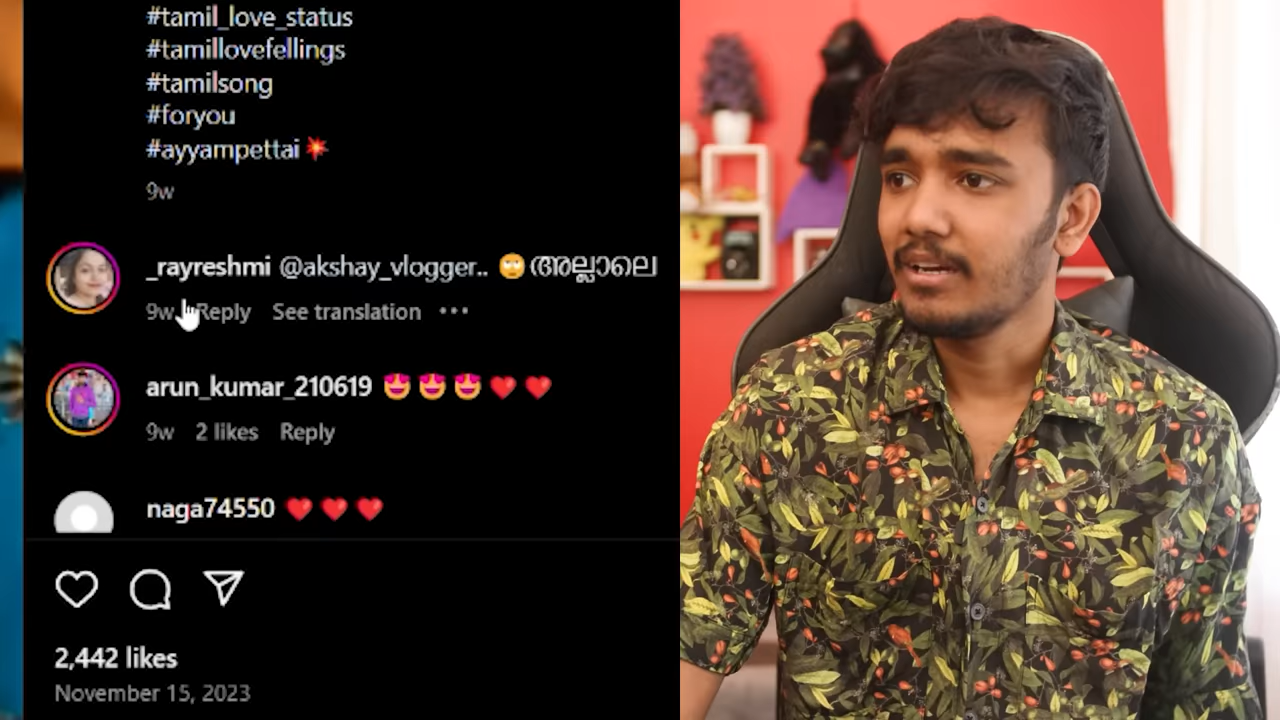 #tamil_love_status
#tamillovefellings
#tamilsong
#foryou
#ayyampettai💥
9w
_rayreshmi @akshay_vlogger.. 🙄അല്ലാലെ
9w Reply See translation •••
arun_kumar_210619 😍😍😍❤️❤️
9w 2 likes Reply
naga74550 ❤️❤️❤️
2,442 likes
November 15, 2023